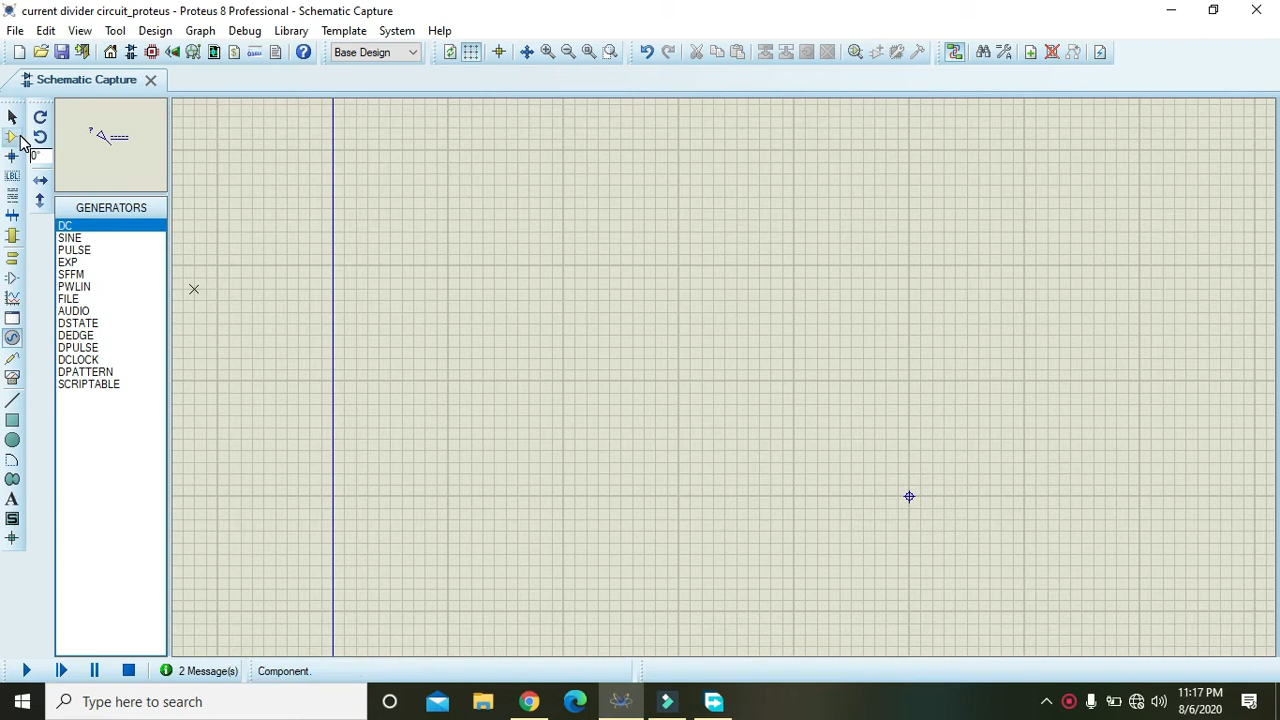 current divider circuit_proteus - Proteus 8 Professional - Schematic Capture
File Edit View Tool Design Graph Debug Library Template System Help
Base Design
Schematic Capture
0°
LBL
?
GENERATORS
DC
SINE
PULSE
EXP
SFFM
PWLIN
FILE
AUDIO
DSTATE
DEDGE
DPULSE
DCLOCK
DPATTERN
SCRIPTABLE
A
S
2 Message(s) Component.
Type here to search
11:17 PM
8/6/2020